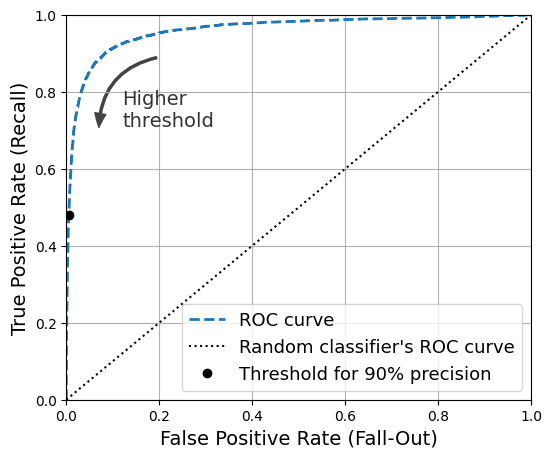 True Positive Rate (Recall)
1.0
0.8
0.6
0.4
0.2
0.0
Higher
threshold
ROC curve
Random classifier's ROC curve
Threshold for 90% precision
0.0 0.2 0.4 0.6 0.8 1.0
False Positive Rate (Fall-Out)